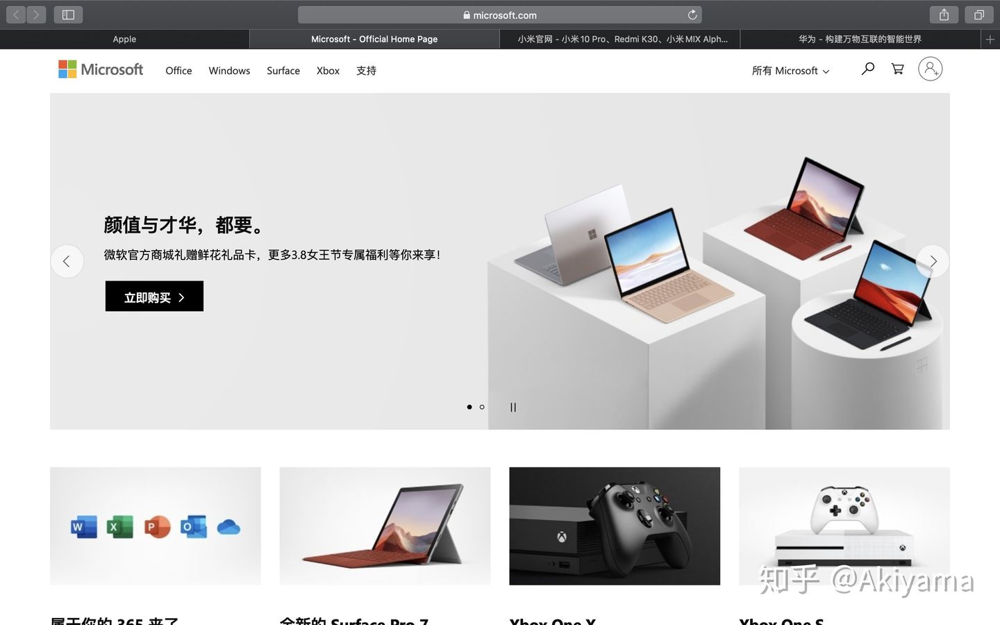 microsoft.com
Apple
Microsoft - Official Home Page
小米官网 - 小米10 Pro、Redmi K30、小米MIX Alph...
华为 - 构建万物互联的智能世界
Microsoft
Office
Windows
Surface
Xbox
支持
所有 Microsoft
颜值与才华，都要。
微软官方商城礼赠鲜花礼品卡，更多3.8女王节专属福利等你来享！
立即购买
W
X
P
O
属于你的 365 来了
全新的 Surface Pro 7
Xbox One X
Xbox One S
知乎 @Akiyama